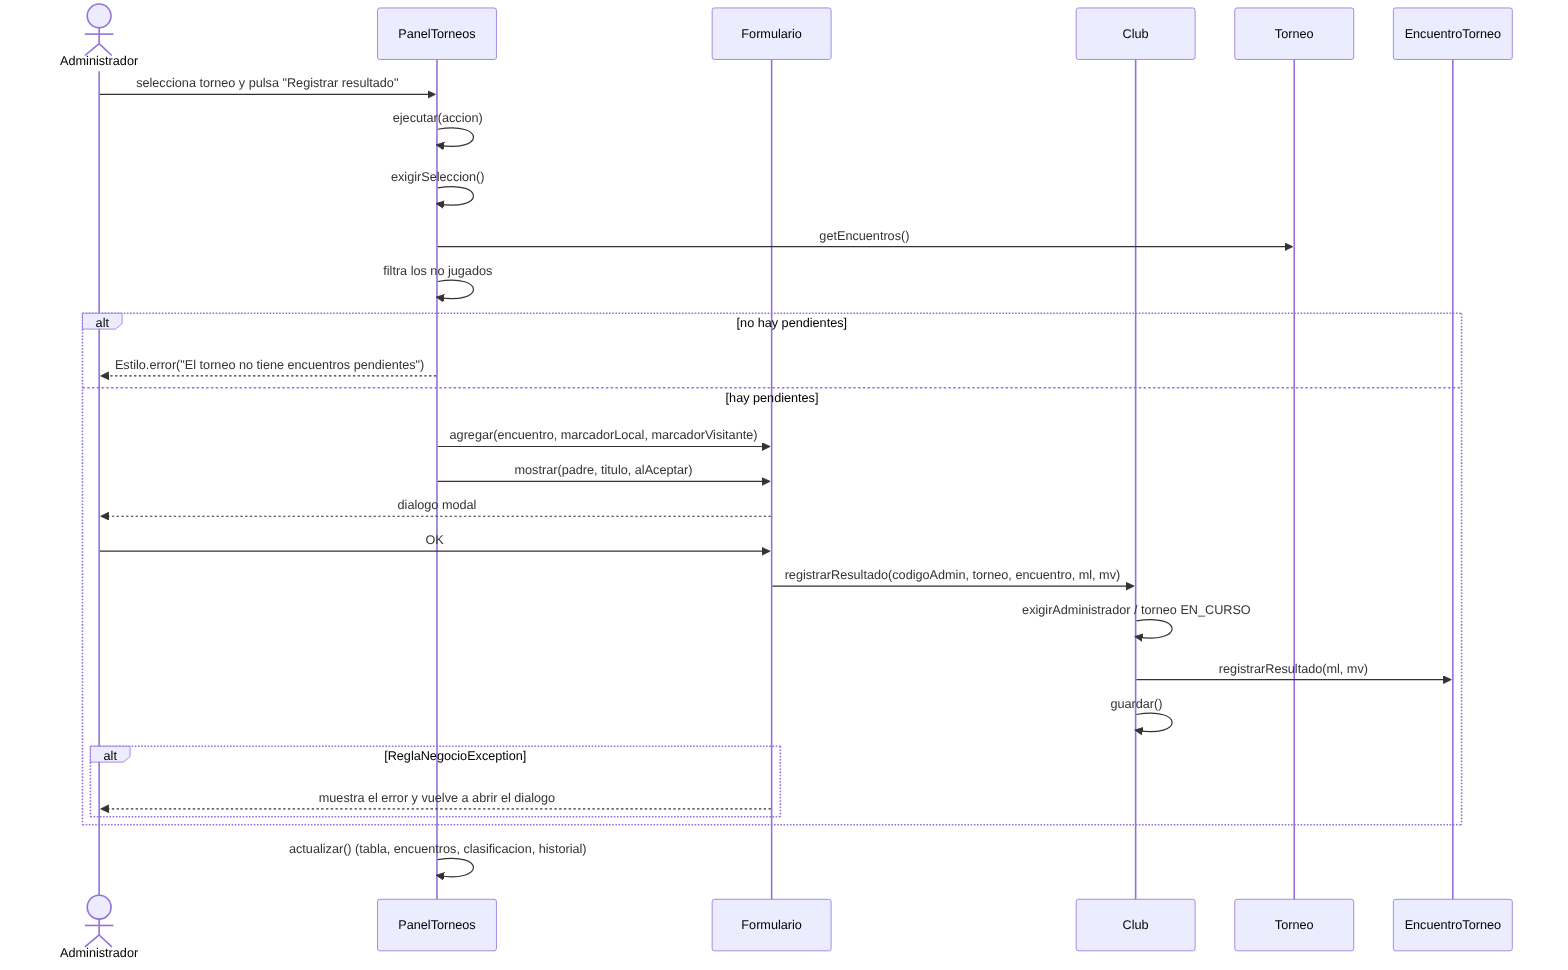 Administrador
PanelTorneos
Formulario
Club
Torneo
EncuentroTorneo
selecciona torneo y pulsa "Registrar resultado"
ejecutar(accion)
exigirSeleccion()
getEncuentros()
filtra los no jugados
alt
[no hay pendientes]
Estilo.error("El torneo no tiene encuentros pendientes")
[hay pendientes]
agregar(encuentro, marcadorLocal, marcadorVisitante)
mostrar(padre, titulo, alAceptar)
dialogo modal
OK
registrarResultado(codigoAdmin, torneo, encuentro, ml, mv)
exigirAdministrador / torneo EN_CURSO
registrarResultado(ml, mv)
guardar()
alt
[ReglaNegocioException]
muestra el error y vuelve a abrir el dialogo
actualizar() (tabla, encuentros, clasificacion, historial)
Administrador
PanelTorneos
Formulario
Club
Torneo
EncuentroTorneo